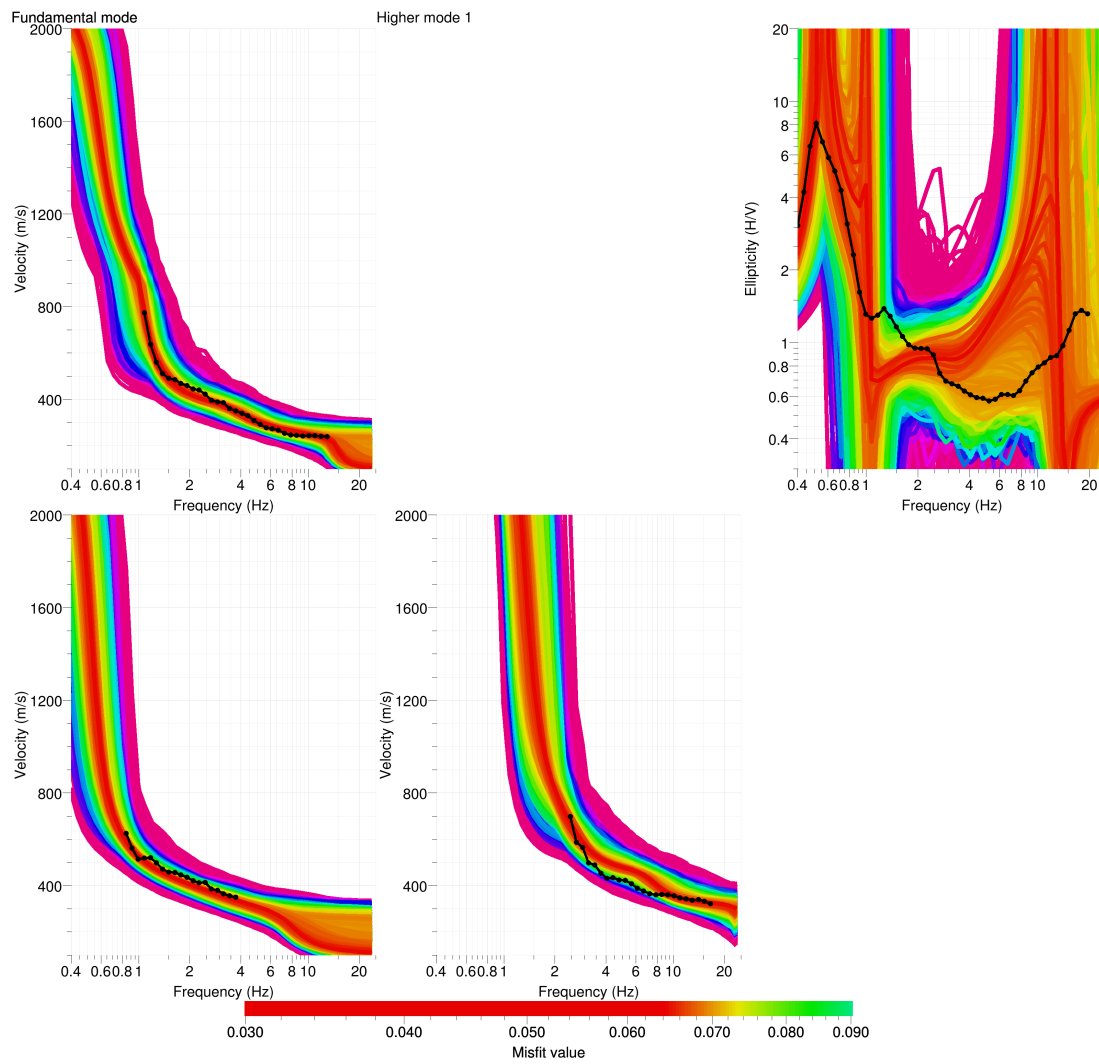 Fundamental mode
Higher mode 1
2000
1600
1200
800
400
Velocity (m/s)
0.4 0.6 0.8 1 2 4 6 8 10 20
Frequency (Hz)
20
10
8
6
4
2
1
0.8
0.6
0.4
Ellipticity (H/V)
0.4 0.6 0.8 1 2 4 6 8 10 20
Frequency (Hz)
2000
1600
1200
800
400
Velocity (m/s)
0.4 0.6 0.8 1 2 4 6 8 10 20
Frequency (Hz)
2000
1600
1200
800
400
Velocity (m/s)
0.4 0.6 0.8 1 2 4 6 8 10 20
Frequency (Hz)
0.030 0.040 0.050 0.060 0.070 0.080 0.090
Misfit value